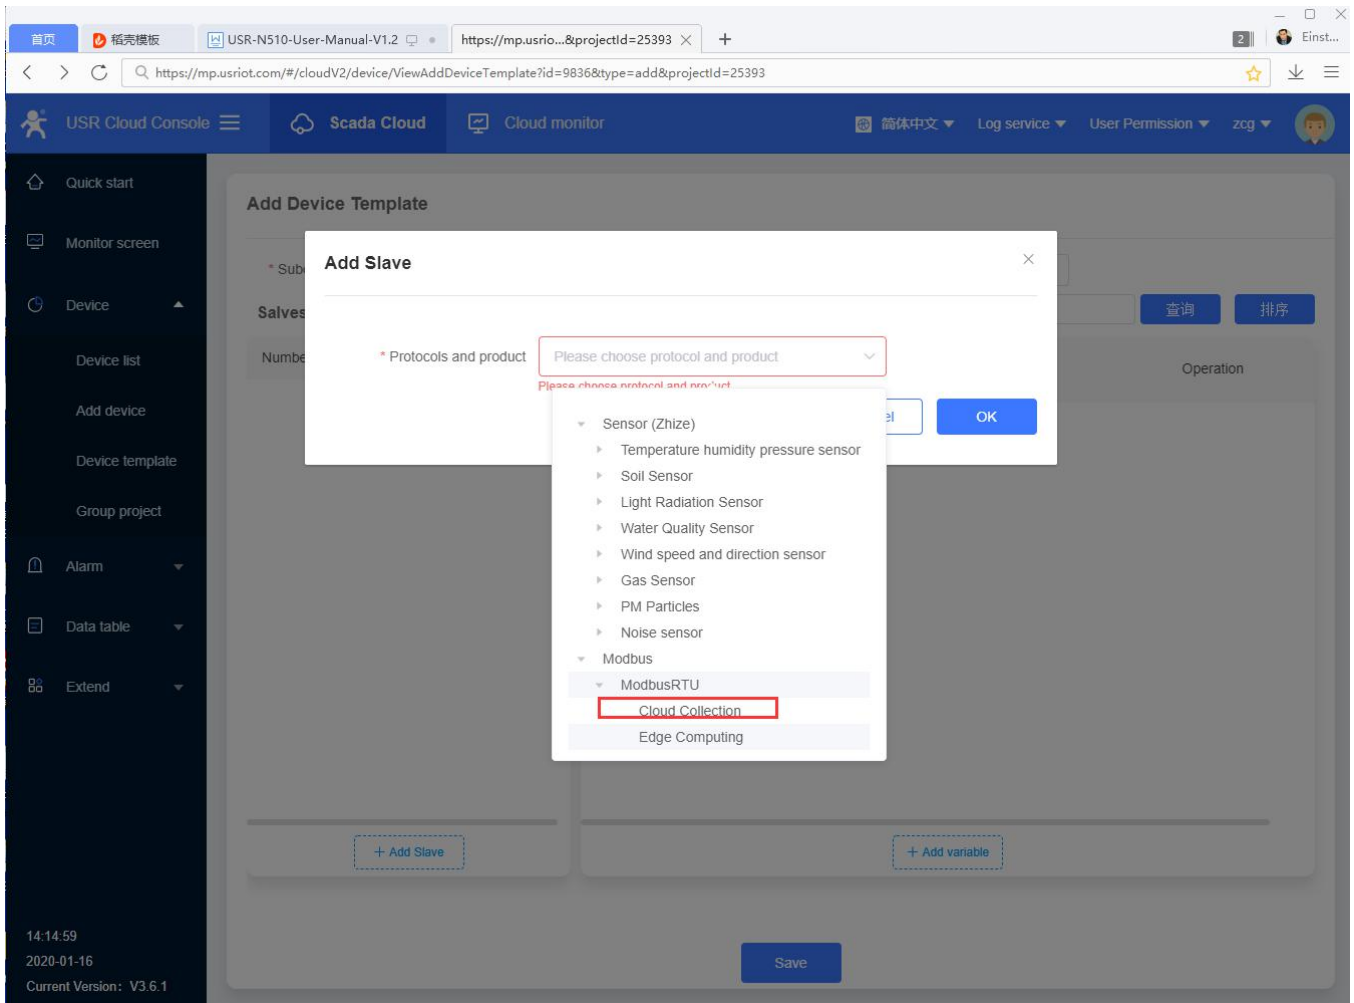 首页
稻壳模板
USR-N510-User-Manual-V1.2
https://mp.usrio...&projectId=25393
2
Einst...
https://mp.usriot.com/#/cloudV2/device/ViewAddDeviceTemplate?id=9836&type=add&projectId=25393
USR Cloud Console
Scada Cloud
Cloud monitor
简体中文
Log service
User Permission
zcg
Quick start
Monitor screen
Device
Device list
Add device
Device template
Group project
Alarm
Data table
Extend
14:14:59
2020-01-16
Current Version: V3.6.1
Add Device Template
* Sub
Salves
查询
排序
Numbe
Operation
Add Slave
* Protocols and product
Please choose protocol and product
Please choose protocol and product
el
OK
Sensor (Zhize)
Temperature humidity pressure sensor
Soil Sensor
Light Radiation Sensor
Water Quality Sensor
Wind speed and direction sensor
Gas Sensor
PM Particles
Noise sensor
Modbus
ModbusRTU
Cloud Collection
Edge Computing
+ Add Slave
+ Add variable
Save